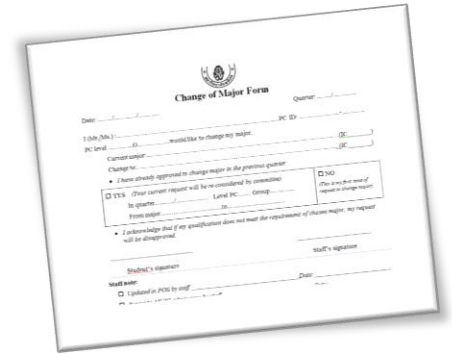 Change of Major Form
Quarter: ....../......
Date: ....../....../......
I (Mr./Ms.) PC ID: -
PC level to would like to change my major.
Current major (IC )
Change to (IC )
• I have already approved to change major in the previous quarter
☐ YES (Your current request will be re-considered by committee) ☐ NO
In quarter / Level PC Group (This is my first time of
From major to request to change major)
• I acknowledge that if my qualification does not meet the requirement of chosen major, my request
will be disapproved.
Student's signature Staff's signature
Staff note:
☐ Updated in POS by staff Date: